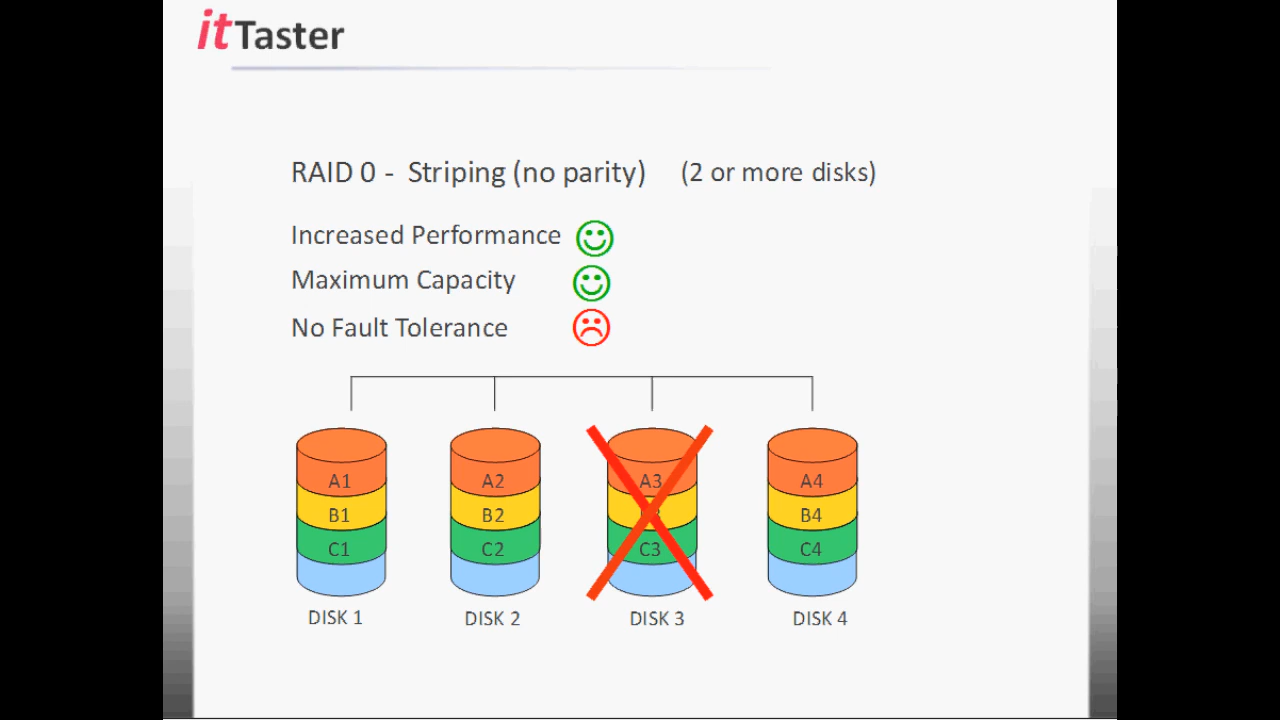 itTaster
RAID 0 - Striping (no parity) (2 or more disks)
Increased Performance
Maximum Capacity
No Fault Tolerance
A1 A2 A3 A4
B1 B2 B4
C1 C2 C3 C4
DISK 1 DISK 2 DISK 3 DISK 4